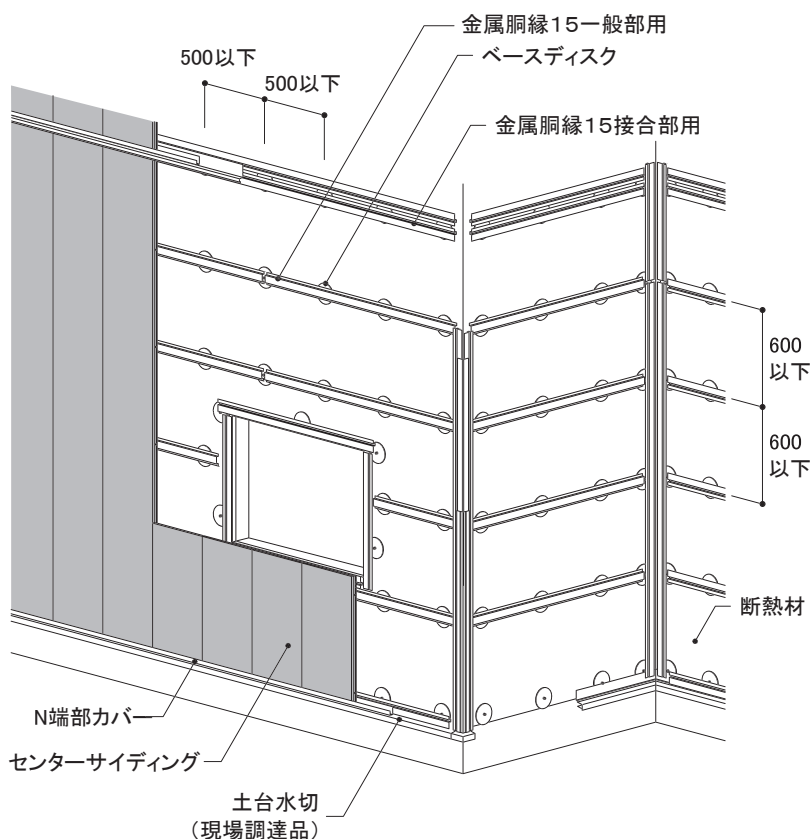 金属胴縁15一般部用
500以下
ベースディスク
500以下
金属胴縁15接合部用
600
以下
600
以下
断熱材
N端部カバー
センターサイディング
土台水切
(現場調達品)